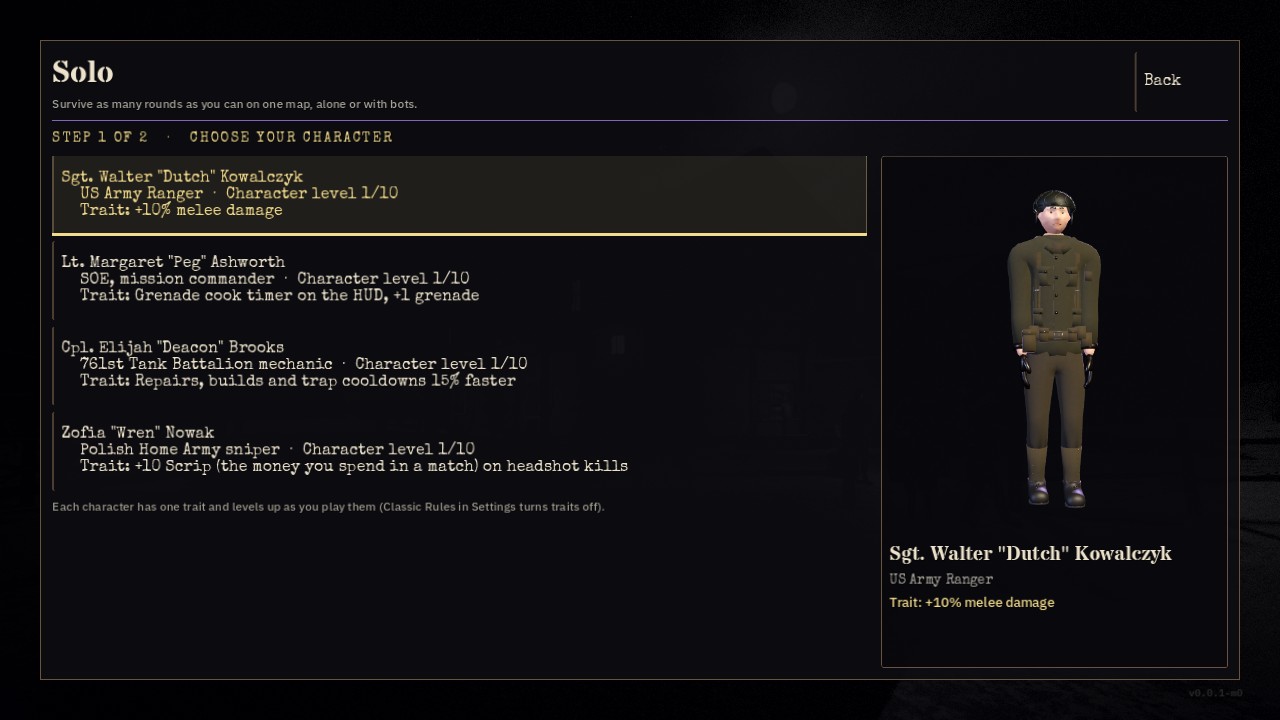 Solo
Back
Survive as many rounds as you can on one map, alone or with bots.
STEP 1 OF 2 · CHOOSE YOUR CHARACTER
Sgt. Walter "Dutch" Kowalczyk
US Army Ranger · Character level 1/10
Trait: +10% melee damage
Lt. Margaret "Peg" Ashworth
SOE, mission commander · Character level 1/10
Trait: Grenade cook timer on the HUD, +1 grenade
Cpl. Elijah "Deacon" Brooks
761st Tank Battalion mechanic · Character level 1/10
Trait: Repairs, builds and trap cooldowns 15% faster
Zofia "Wren" Nowak
Polish Home Army sniper · Character level 1/10
Trait: +10 Scrip (the money you spend in a match) on headshot kills
Each character has one trait and levels up as you play them (Classic Rules in Settings turns traits off).
Sgt. Walter "Dutch" Kowalczyk
US Army Ranger
Trait: +10% melee damage
v0.0.1-m0